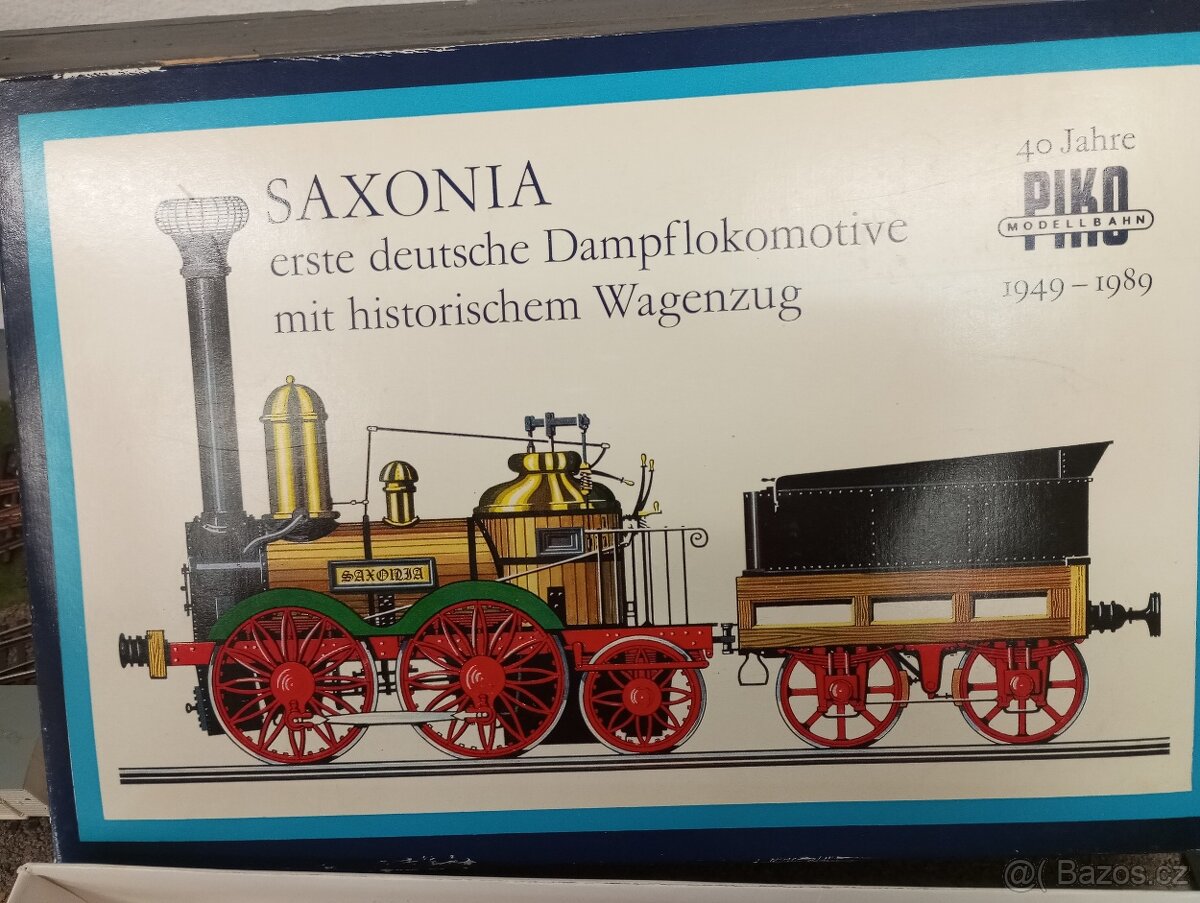 SAXONIA
erste deutsche Dampflokomotive
mit historischem Wagenzug
40 Jahre
PIKO
MODELLBAHN
1949 – 1989
SAXONIA
@( Bazos.cz